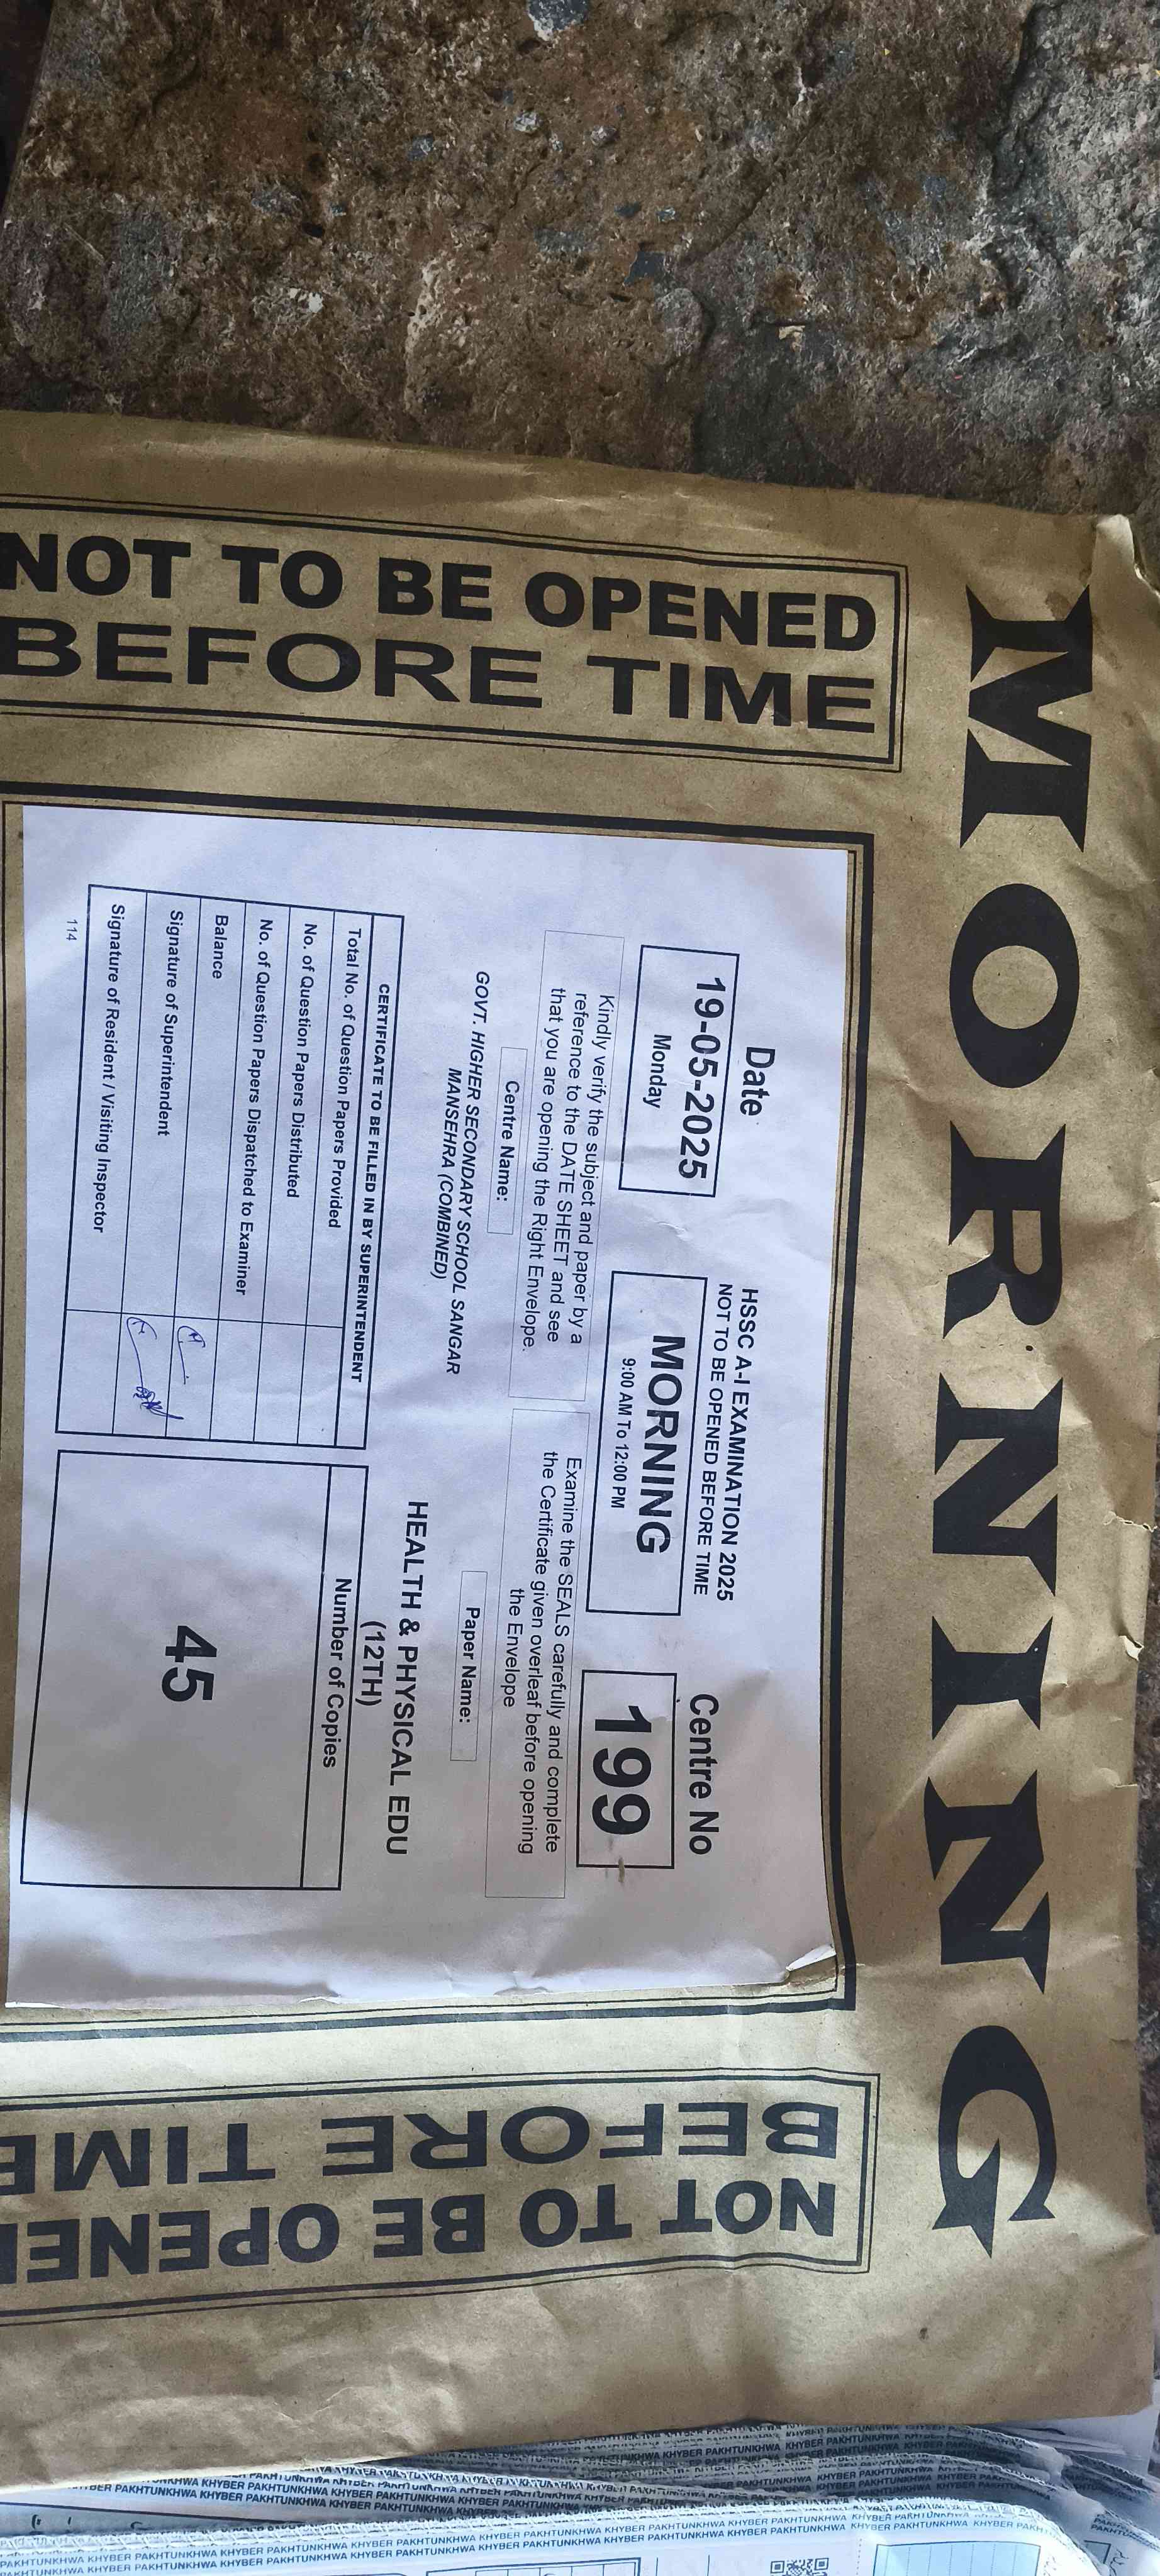 MORNING
NOT TO BE OPENED
BEFORE TIME
Date
19-05-2025
Monday
HSSC A-I EXAMINATION 2025
NOT TO BE OPENED BEFORE TIME
MORNING
9:00 AM To 12:00 PM
Centre No
199
Kindly verify the subject and paper by a
reference to the DATE SHEET and see
that you are opening the Right Envelope.
Examine the SEALS carefully and complete
the Certificate given overleaf before opening
the Envelope
Centre Name:
GOVT. HIGHER SECONDARY SCHOOL SANGAR
MANSEHRA (COMBINED)
Paper Name:
HEALTH & PHYSICAL EDU
(12TH)
CERTIFICATE TO BE FILLED IN BY SUPERINTENDENT
Total No. of Question Papers Provided
No. of Question Papers Distributed
No. of Question Papers Dispatched to Examiner
Balance
Signature of Superintendent
Signature of Resident / Visiting Inspector
Number of Copies
45
114
NOT TO BE OPENE
BEFORE TIME
KHYBER PAKHTUNKHWA KHYBER PAKHTUNKHWA
KHYBER PAKHTUNKHWA KHYBER PAKHTUNKHWA KHYBER PAKHTUNKHWA